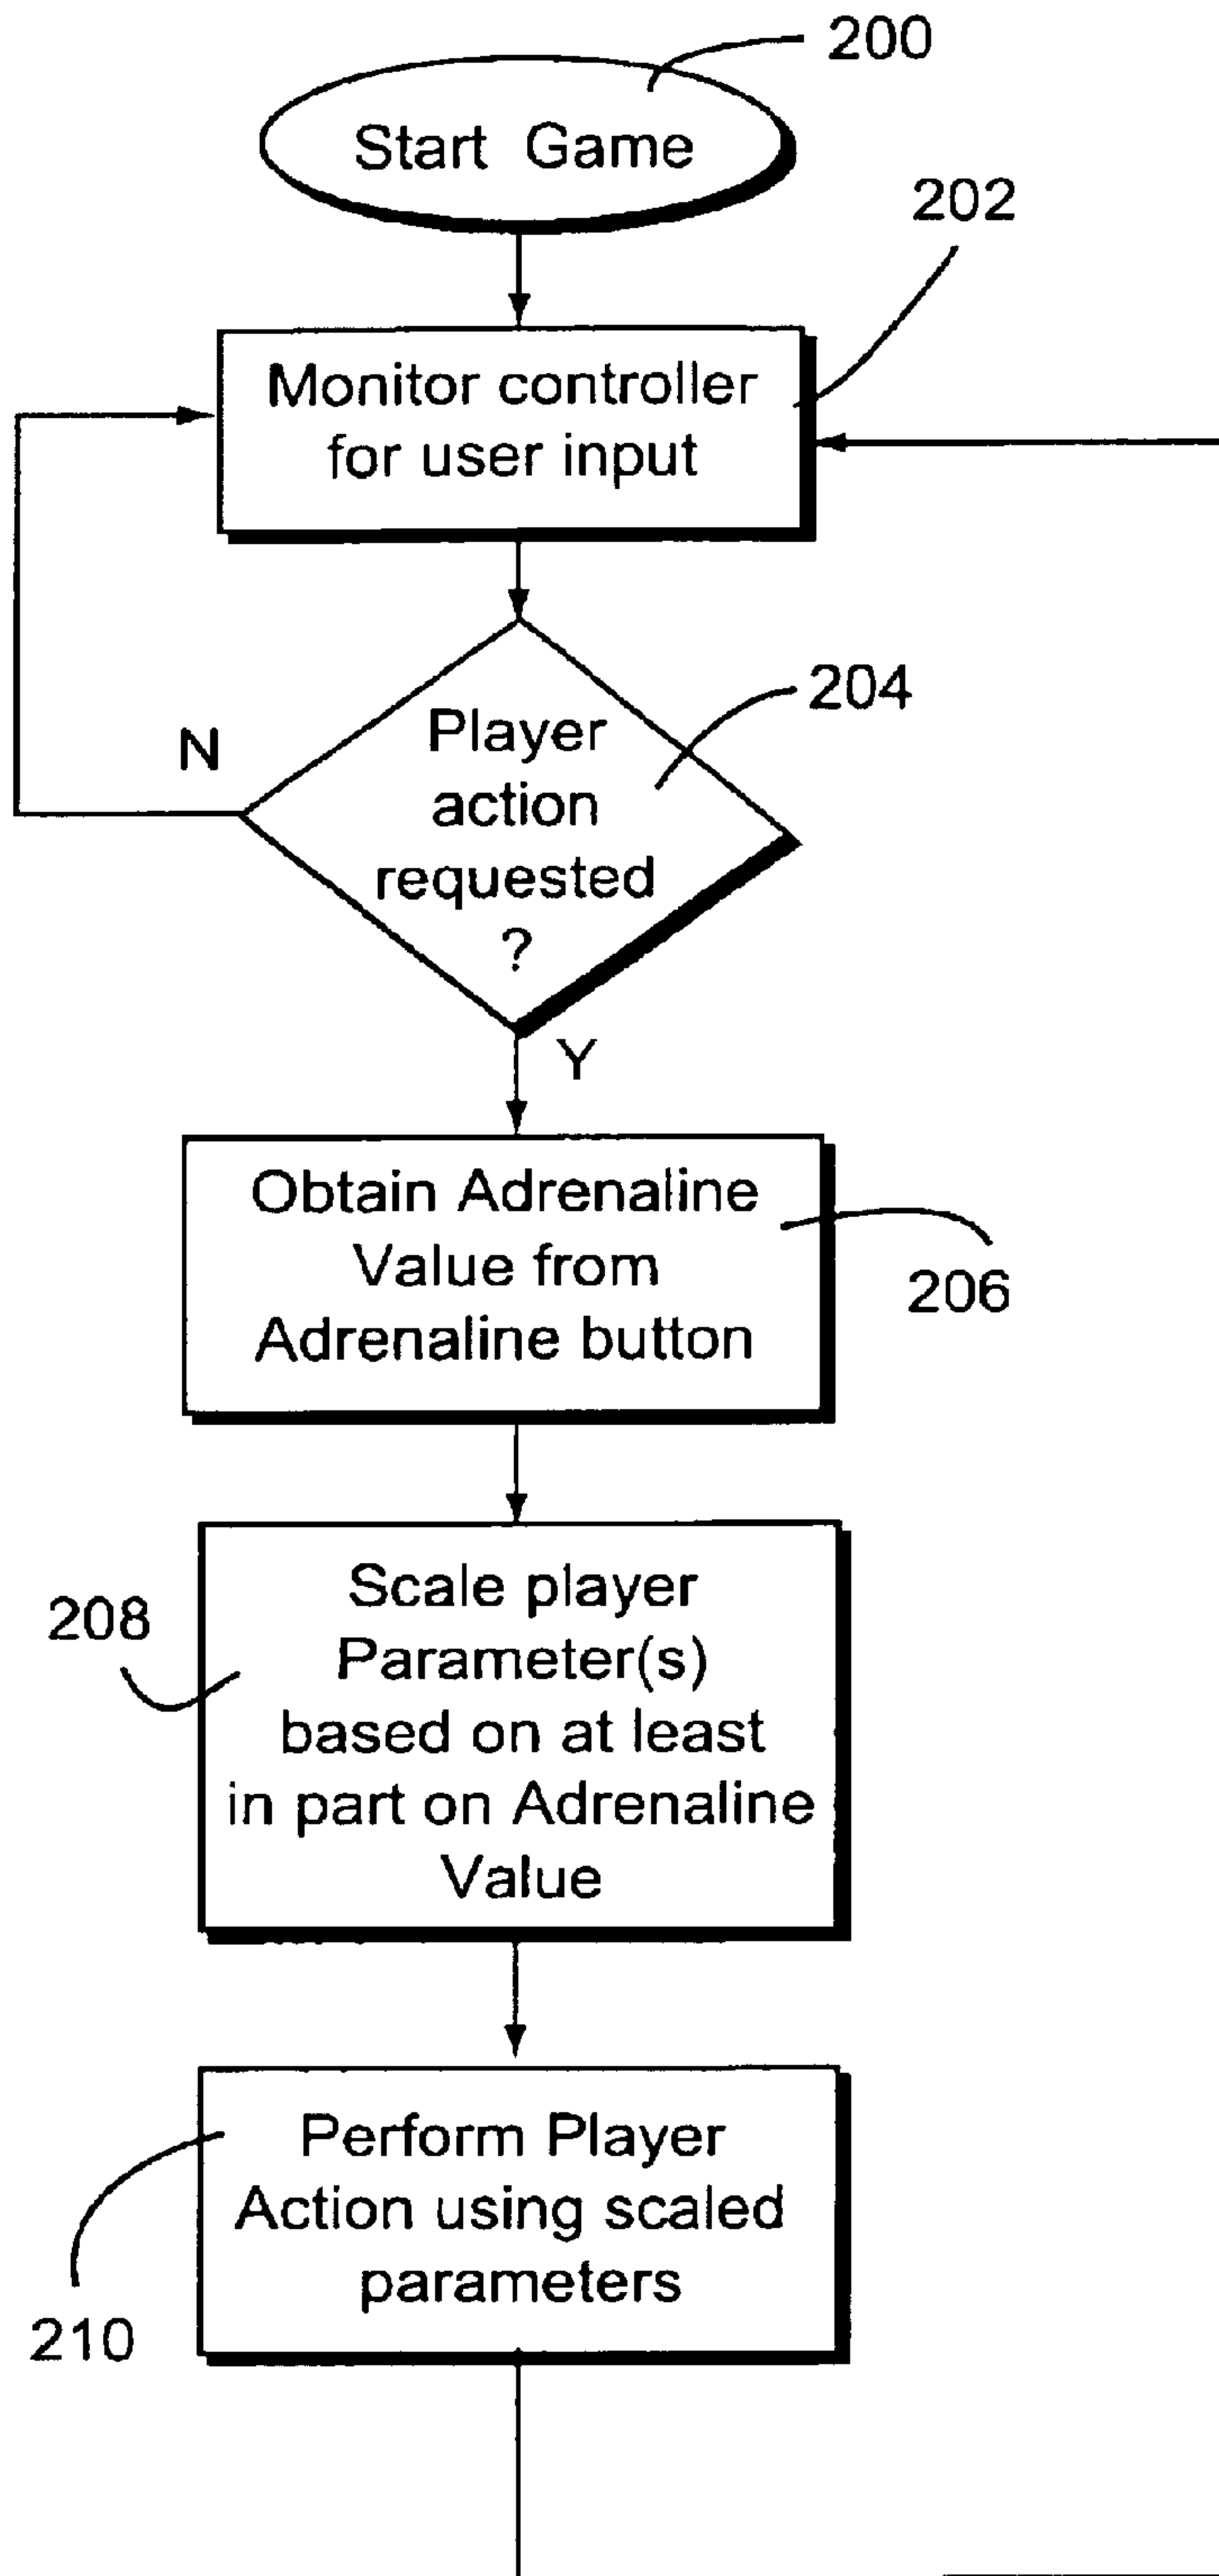 200
Start Game
202
Monitor controller
for user input
204
Player
action
requested
?
N
Y
Obtain Adrenaline
Value from
Adrenaline button
206
208
Scale player
Parameter(s)
based on at least
in part on Adrenaline
Value
Perform Player
Action using scaled
parameters
210